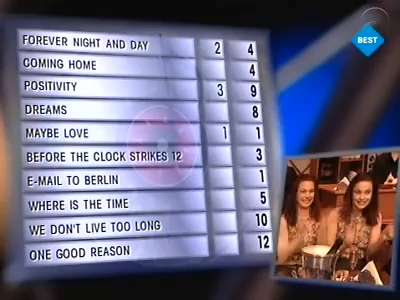 BEST
FOREVER NIGHT AND DAY 2 4
COMING HOME 4
POSITIVITY 3 9
DREAMS 8
MAYBE LOVE 1 1
BEFORE THE CLOCK STRIKES 12 3
E-MAIL TO BERLIN 1
WHERE IS THE TIME 5
WE DON'T LIVE TOO LONG 10
ONE GOOD REASON 12